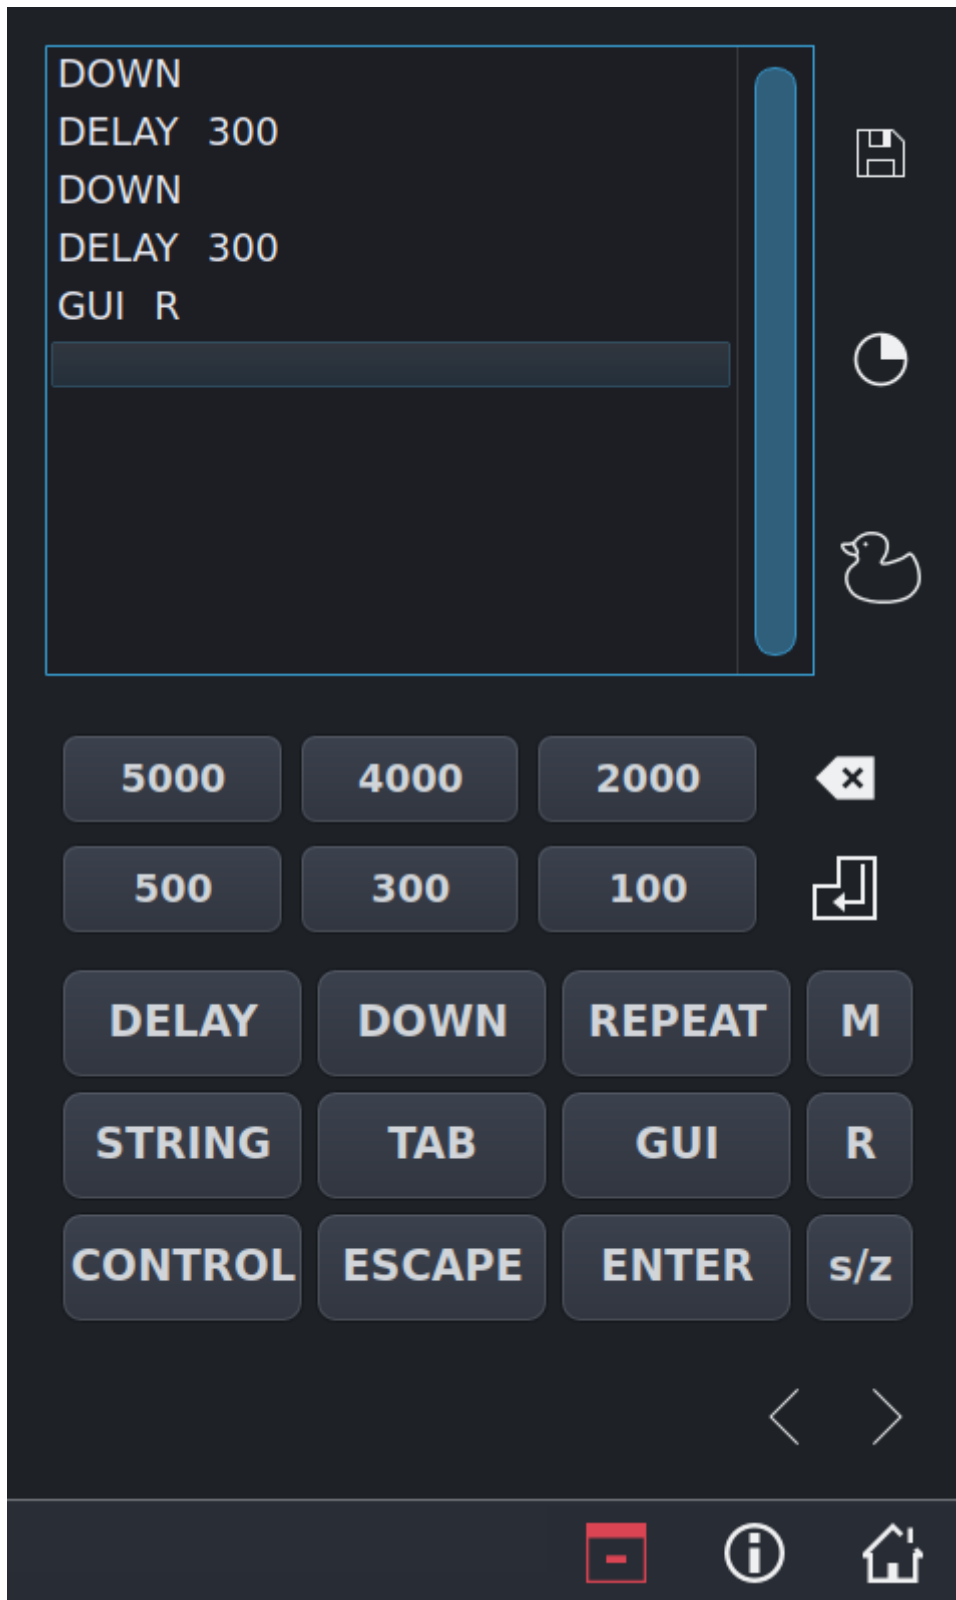 DOWN
DELAY 300
DOWN
DELAY 300
GUI R
5000 4000 2000
500 300 100
DELAY DOWN REPEAT M
STRING TAB GUI R
CONTROL ESCAPE ENTER s/z